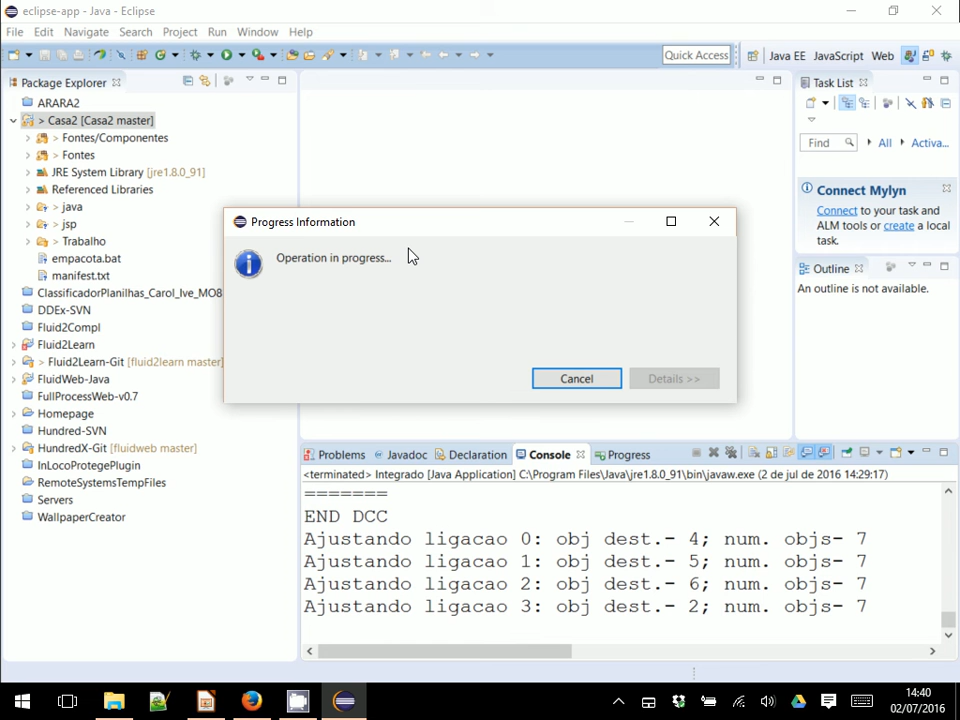 eclipse-app - Java - Eclipse
File Edit Navigate Search Project Run Window Help
Quick Access
Java EE JavaScript Web
Package Explorer
ARARA2
> Casa2 [Casa2 master]
> Fontes/Componentes
> Fontes
JRE System Library [jre1.8.0_91]
Referenced Libraries
> java
> jsp
> Trabalho
empacota.bat
manifest.txt
ClassificadorPlanilhas_Carol_Ive_MO8
DDEx-SVN
Fluid2Compl
Fluid2Learn
> Fluid2Learn-Git [fluid2learn master]
FluidWeb-Java
FullProcessWeb-v0.7
Homepage
Hundred-SVN
HundredX-Git [fluidweb master]
InLocoProtegePlugin
RemoteSystemsTempFiles
Servers
WallpaperCreator
Progress Information
Operation in progress...
Cancel Details >>
Task List
Find All Activa...
Connect Mylyn
Connect to your task and
ALM tools or create a local
task.
Outline
An outline is not available.
Problems Javadoc Declaration Console Progress
<terminated> Integrado [Java Application] C:\Program Files\Java\jre1.8.0_91\bin\javaw.exe (2 de jul de 2016 14:29:17)
=======
END DCC
Ajustando ligacao 0: obj dest.- 4; num. objs- 7
Ajustando ligacao 1: obj dest.- 5; num. objs- 7
Ajustando ligacao 2: obj dest.- 6; num. objs- 7
Ajustando ligacao 3: obj dest.- 2; num. objs- 7
14:40
02/07/2016